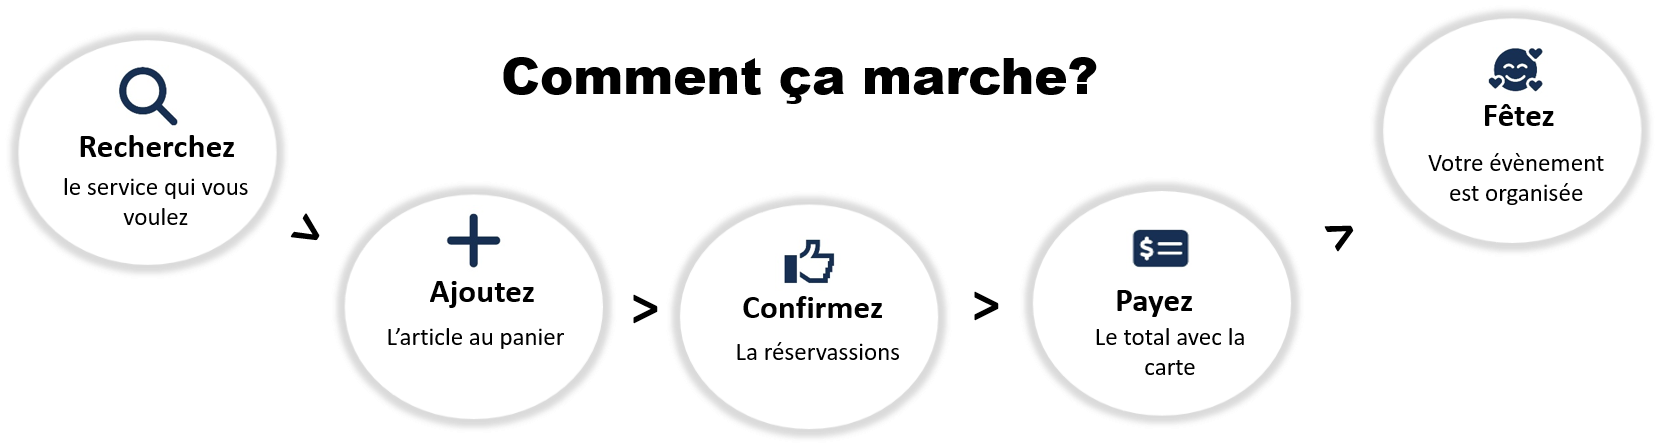 Comment ça marche?
Recherchez
le service qui vous
voulez
>
Ajoutez
L’article au panier
>
Confirmez
La réservassions
>
Payez
Le total avec la
carte
>
Fêtez
Votre évènement
est organisée